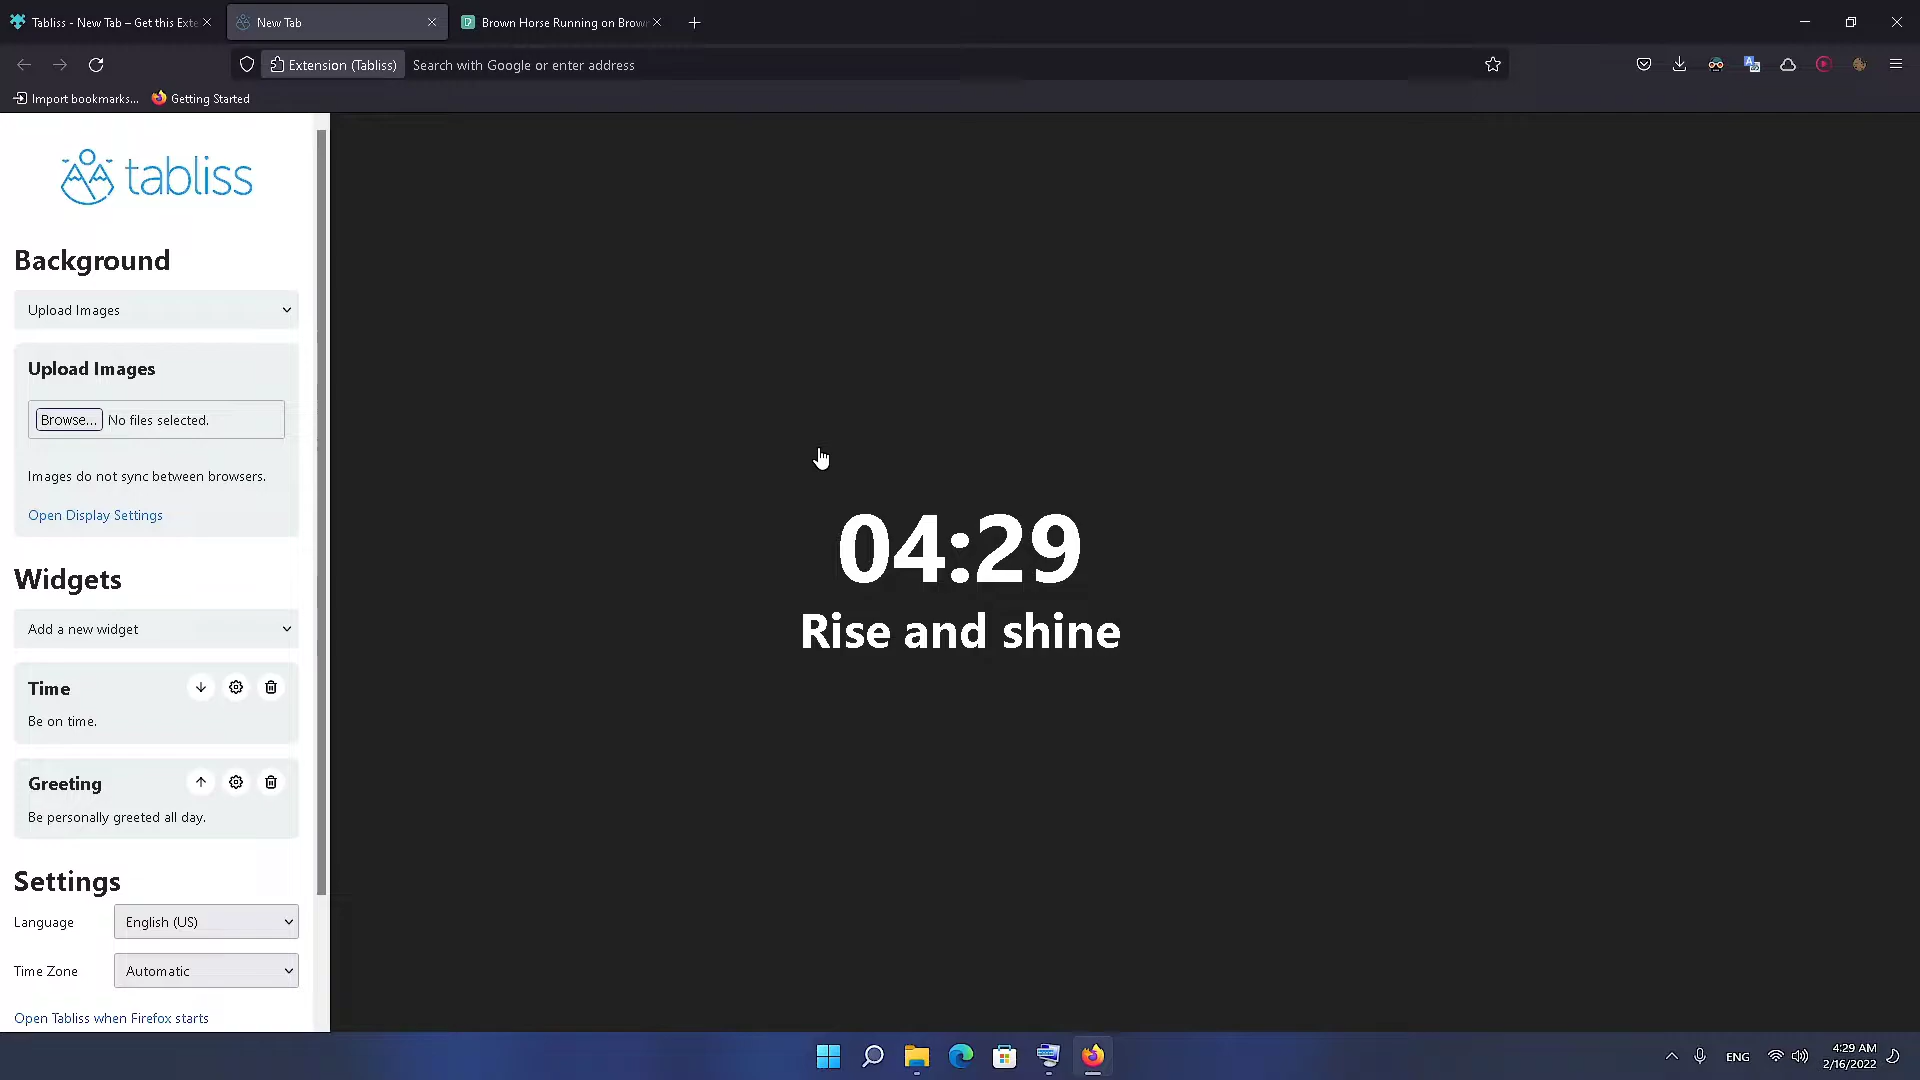 Tabliss - New Tab – Get this Exte
New Tab
Brown Horse Running on Brow
Extension (Tabliss)
Search with Google or enter address
Import bookmarks...
Getting Started
tabliss
Background
Upload Images
Upload Images
Browse... No files selected.
Images do not sync between browsers.
Open Display Settings
Widgets
Add a new widget
Time
Be on time.
Greeting
Be personally greeted all day.
Settings
Language English (US)
Time Zone Automatic
Open Tabliss when Firefox starts
04:29
Rise and shine
ENG
4:29 AM
2/16/2022